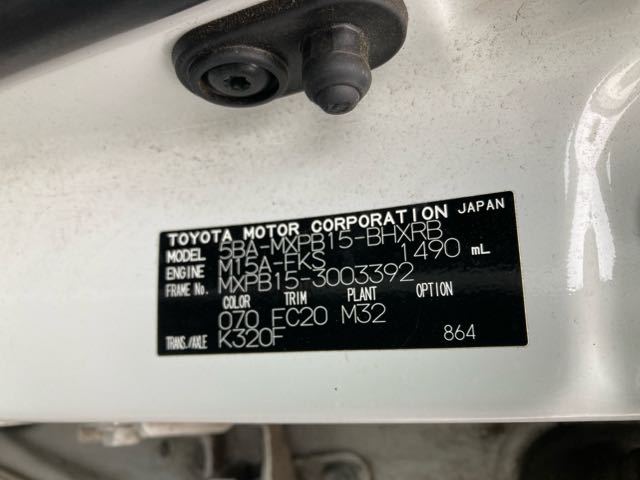 TOYOTA MOTOR CORPORATION JAPAN
MODEL 5BA-MXPB15-BHXRB
ENGINE M15A-FKS 1490 mL
FRAME No. MXPB15-3003392
COLOR TRIM PLANT OPTION
070 FC20 M32
TRANS./AXLE K320F 864